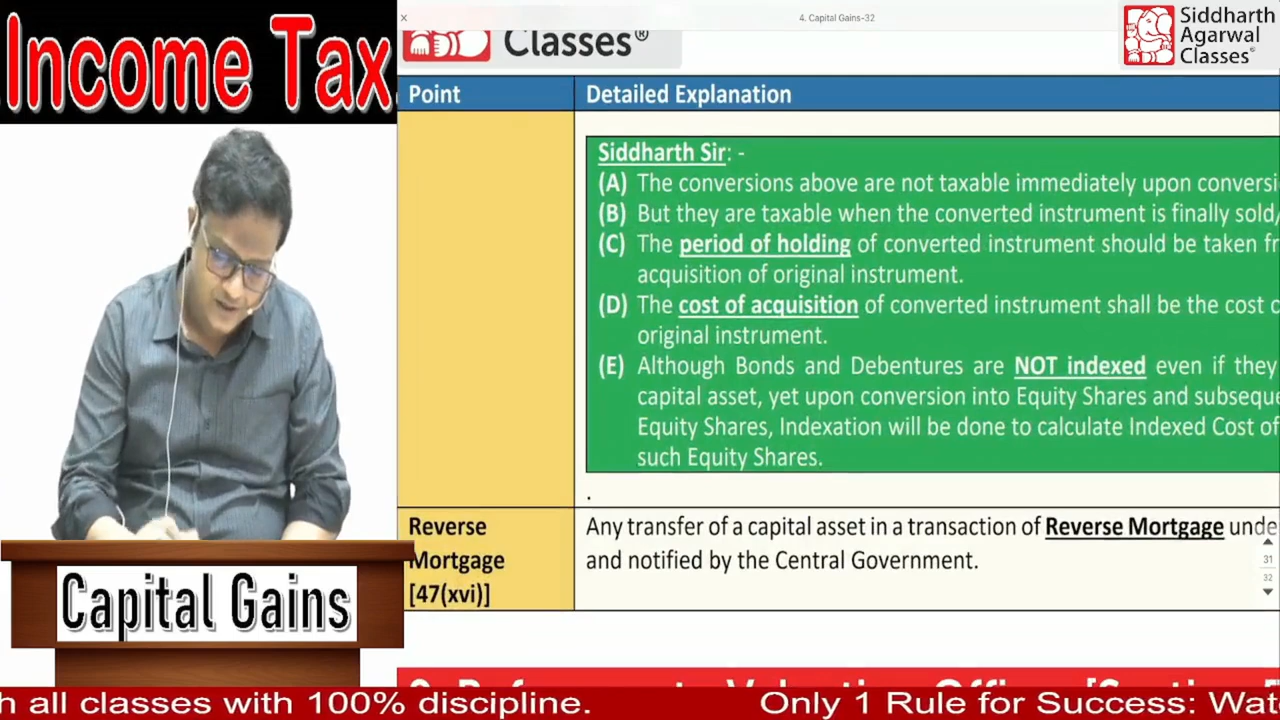 Income Tax
4. Capital Gains-32
Classes®
Siddharth
Agarwal
Classes®
Point
Detailed Explanation
Siddharth Sir: -
(A) The conversions above are not taxable immediately upon conversi
(B) But they are taxable when the converted instrument is finally sold,
(C) The period of holding of converted instrument should be taken fr
acquisition of original instrument.
(D) The cost of acquisition of converted instrument shall be the cost o
original instrument.
(E) Although Bonds and Debentures are NOT indexed even if they
capital asset, yet upon conversion into Equity Shares and subseque
Equity Shares, Indexation will be done to calculate Indexed Cost of
such Equity Shares.
.
Reverse
Mortgage
[47(xvi)]
Any transfer of a capital asset in a transaction of Reverse Mortgage unde
and notified by the Central Government.
31
32
Capital Gains
h all classes with 100% discipline. Only 1 Rule for Success: Wat